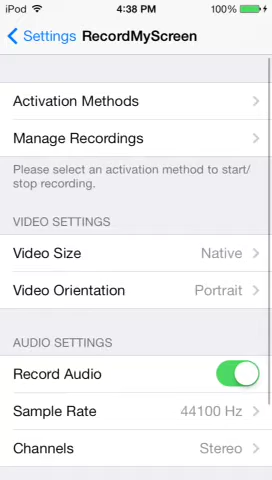 iPod 4:38 PM 100%
Settings RecordMyScreen
Activation Methods
Manage Recordings
Please select an activation method to start/
stop recording.
VIDEO SETTINGS
Video Size Native
Video Orientation Portrait
AUDIO SETTINGS
Record Audio
Sample Rate 44100 Hz
Channels Stereo